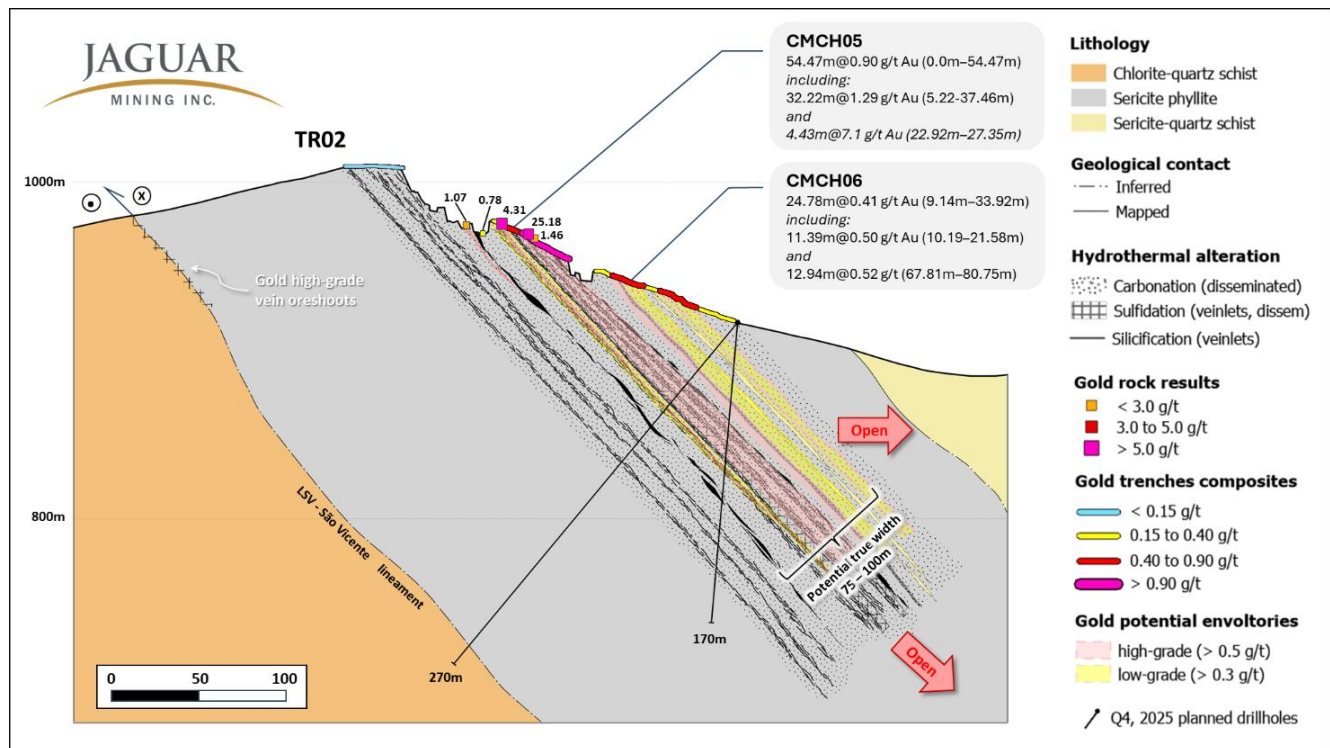 JAGUAR
MINING INC.
TR02
CMCH05
54.47m@0.90 g/t Au (0.0m–54.47m)
including:
32.22m@1.29 g/t Au (5.22-37.46m)
and
4.43m@7.1 g/t Au (22.92m–27.35m)
CMCH06
24.78m@0.41 g/t Au (9.14m–33.92m)
including:
11.39m@0.50 g/t Au (10.19–21.58m)
and
12.94m@0.52 g/t (67.81m–80.75m)
1000m
X
1.07
0.78
4.31
25.18
1.46
Gold high-grade
vein oreshoots
Open
800m
LSV - São Vicente lineament
Potential true width
75 – 100m
170m
270m
Open
0 50 100
Lithology
Chlorite-quartz schist
Sericite phyllite
Sericite-quartz schist
Geological contact
Inferred
Mapped
Hydrothermal alteration
Carbonation (disseminated)
Sulfidation (veinlets, dissem)
Silicification (veinlets)
Gold rock results
< 3.0 g/t
3.0 to 5.0 g/t
> 5.0 g/t
Gold trenches composites
< 0.15 g/t
0.15 to 0.40 g/t
0.40 to 0.90 g/t
> 0.90 g/t
Gold potential envoltories
high-grade (> 0.5 g/t)
low-grade (> 0.3 g/t)
Q4, 2025 planned drillholes